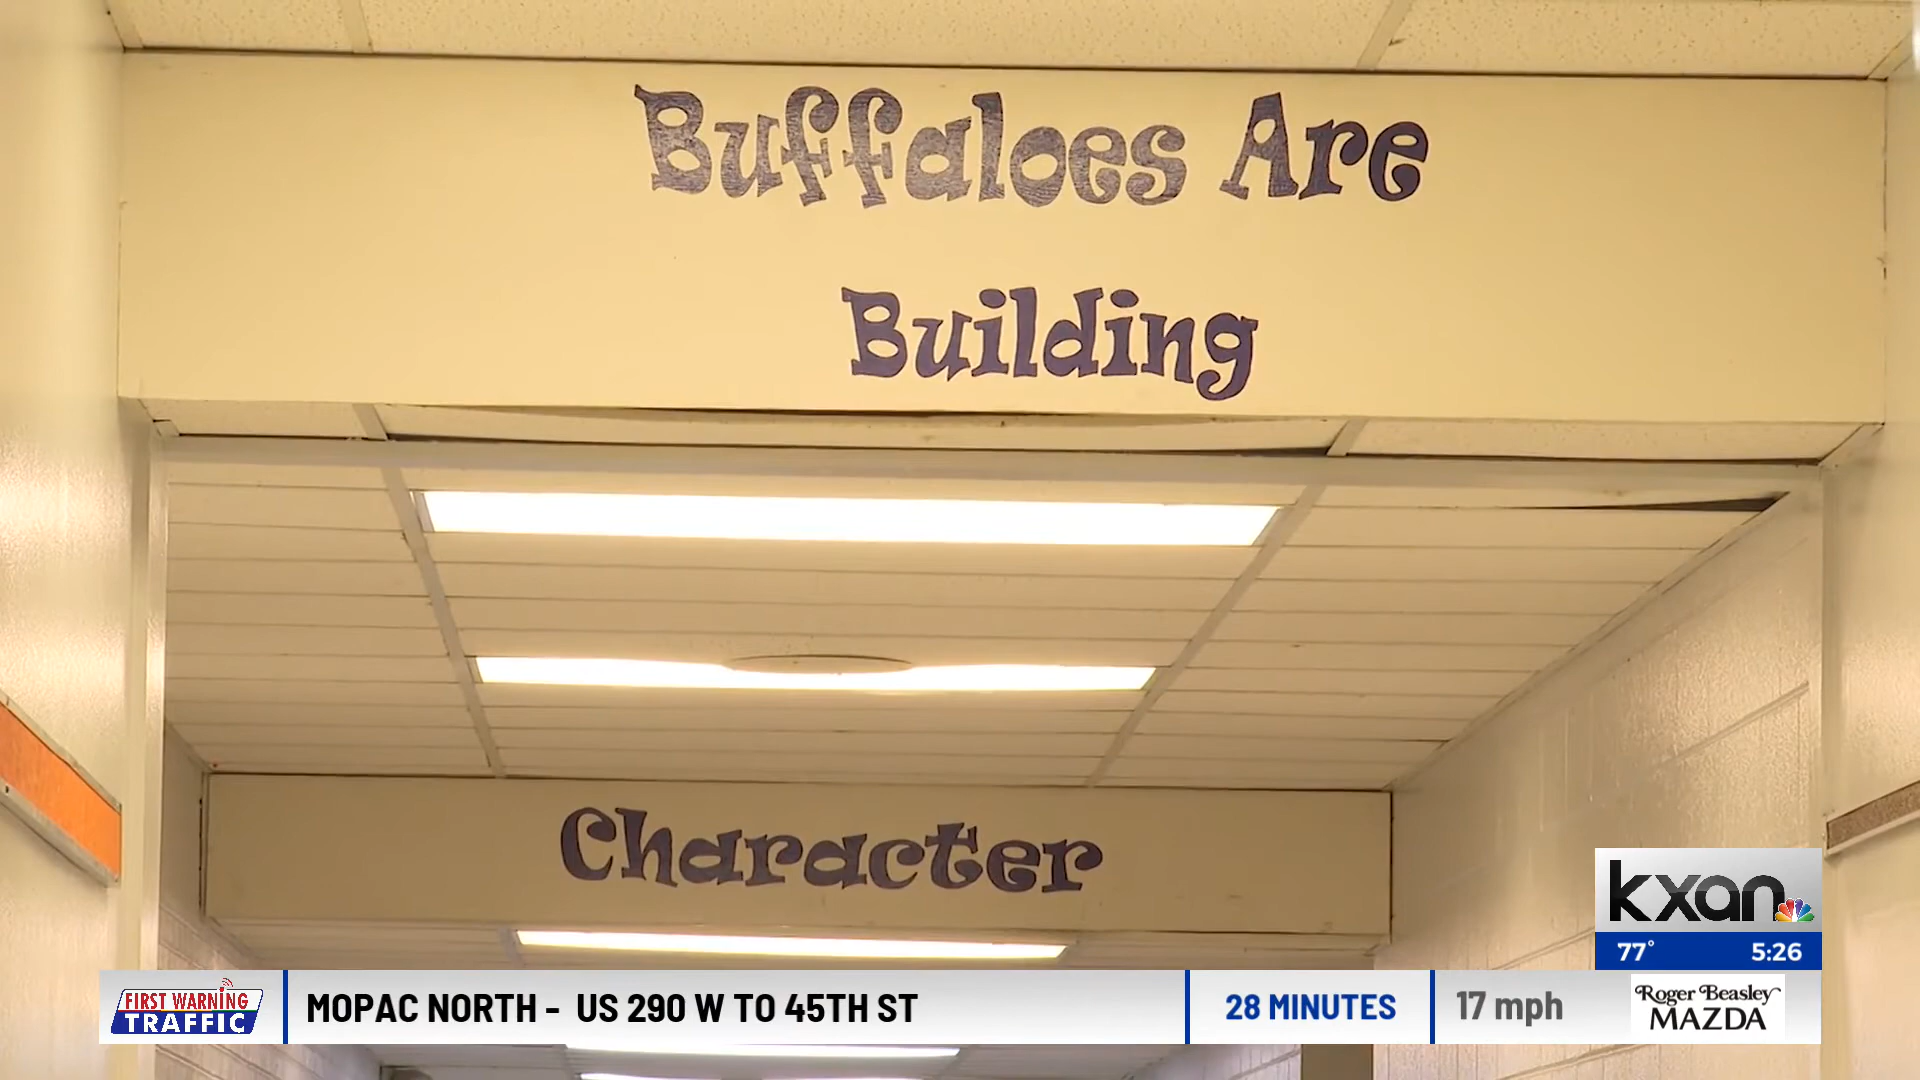 Buffaloes Are
Building
Character
kxan
77° 5:26
FIRST WARNING
TRAFFIC
MOPAC NORTH - US 290 W TO 45TH ST
28 MINUTES
17 mph
Roger Beasley
MAZDA